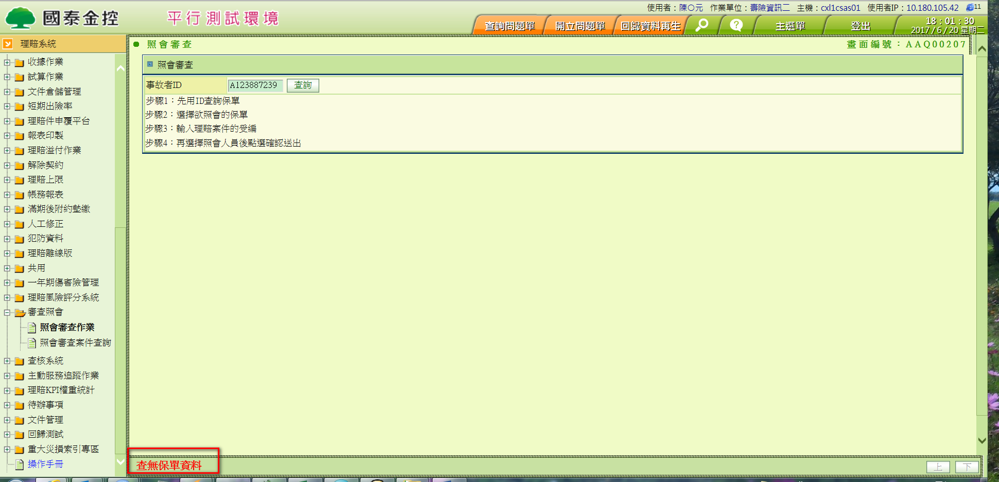 使用者：陳○元 作業單位：壽險資訊二 主機：cxl1csas01 使用者IP：10.180.105.42 11
國泰金控
平行測試環境
查詢問題單 開立問題單 回歸資料再生 主選單 登出
18：01：30
2017 / 6 / 20 星期二
理賠系統
收據作業
試算作業
文件倉儲管理
短期出險率
理賠件申覆平台
報表印製
理賠溢付作業
解除契約
理賠上限
帳務報表
滿期後附約墊繳
人工修正
犯防資料
理賠離線版
共用
一年期傷害險管理
理賠風險評分系統
審查照會
照會審查作業
照會審查案件查詢
查核系統
主動服務追蹤作業
理賠KPI權重統計
待辦事項
文件管理
回歸測試
重大災損索引專區
操作手冊
照會審查
畫面編號：AAQ00207
照會審查
事故者ID A123887239 查詢
步驟1：先用ID查詢保單
步驟2：選擇欲照會的保單
步驟3：輸入理賠案件的受編
步驟4：再選擇照會人員後點選確認送出
查無保單資料
上 下